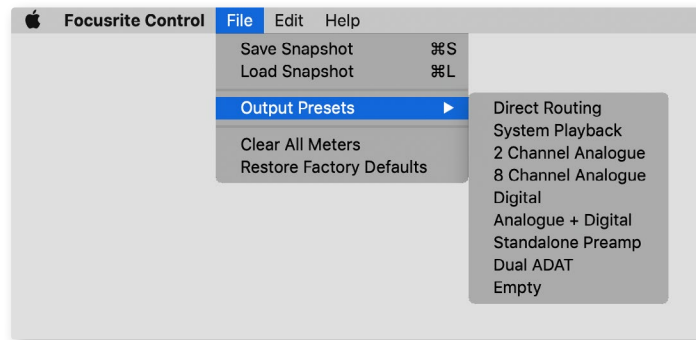 Focusrite Control File Edit Help
Save Snapshot ⌘S
Load Snapshot ⌘L
Output Presets ▶
Clear All Meters
Restore Factory Defaults
Direct Routing
System Playback
2 Channel Analogue
8 Channel Analogue
Digital
Analogue + Digital
Standalone Preamp
Dual ADAT
Empty